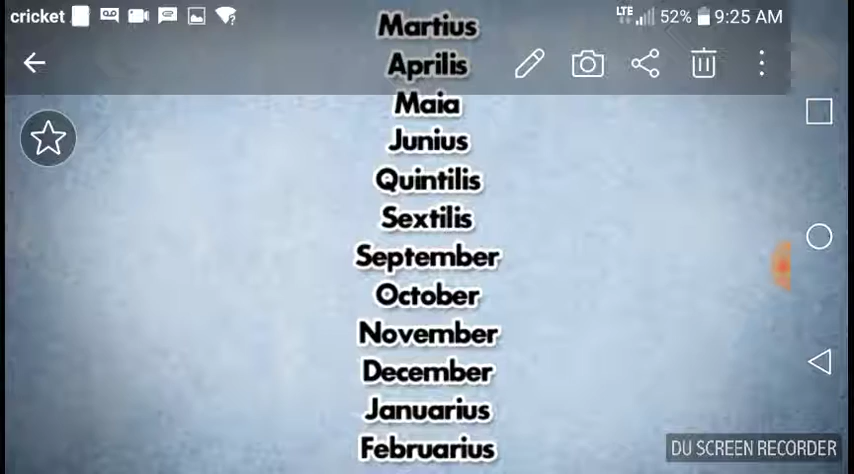 cricket LTE 52% 9:25 AM
Martius
Aprilis
Maia
Junius
Quintilis
Sextilis
September
October
November
December
Januarius
Februarius
DU SCREEN RECORDER